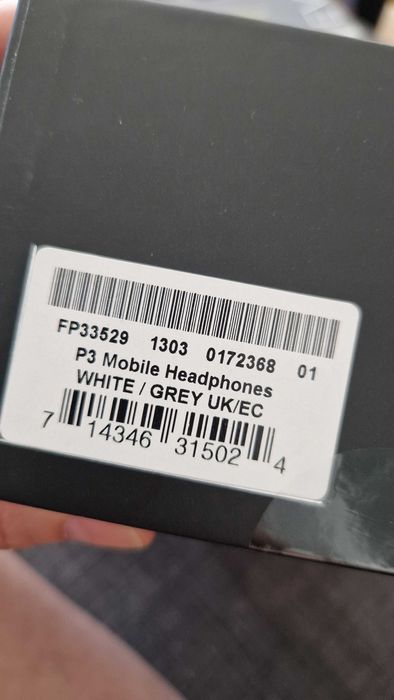 FP33529 1303 0172368 01
P3 Mobile Headphones
WHITE / GREY UK/EC
7 14346 31502 4